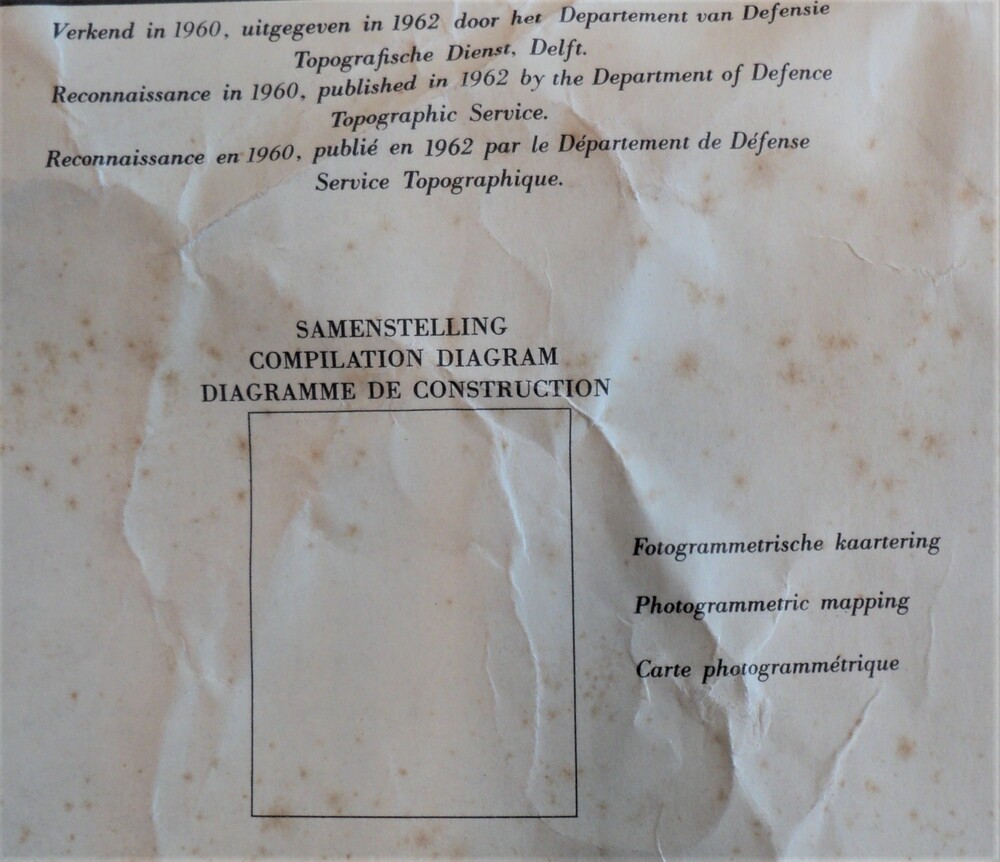 Verkend in 1960, uitgegeven in 1962 door het Departement van Defensie
Topografische Dienst, Delft.
Reconnaissance in 1960, published in 1962 by the Department of Defence
Topographic Service.
Reconnaissance en 1960, publié en 1962 par le Département de Défense
Service Topographique.
SAMENSTELLING
COMPILATION DIAGRAM
DIAGRAMME DE CONSTRUCTION
Fotogrammetrische kaartering
Photogrammetric mapping
Carte photogrammétrique